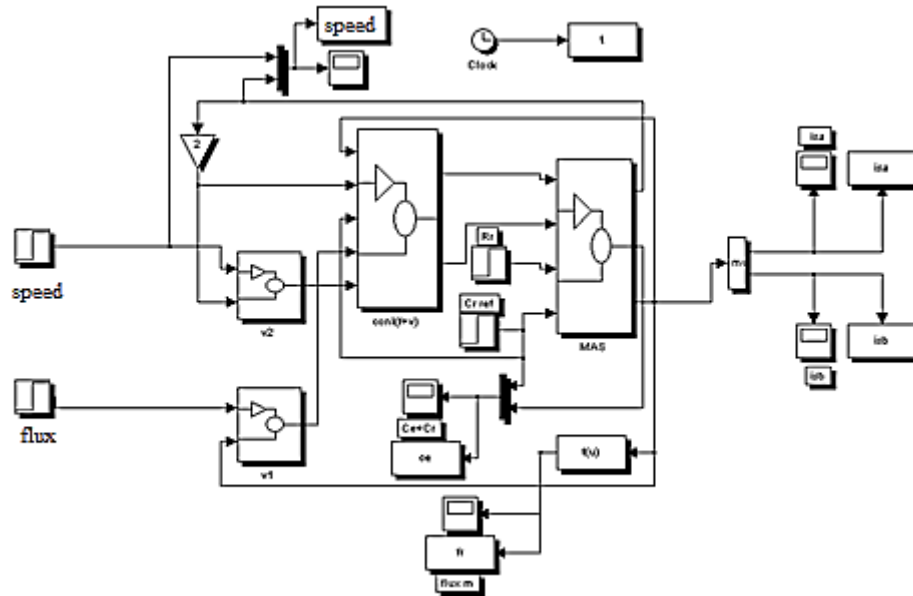 speed
t
Clock
2
isa
isa
Rr
speed
v2
cont(f+v)
Cr ref
MAS
isb
isb
flux
Ce+Cr
ce
f(u)
v1
fr
flux m